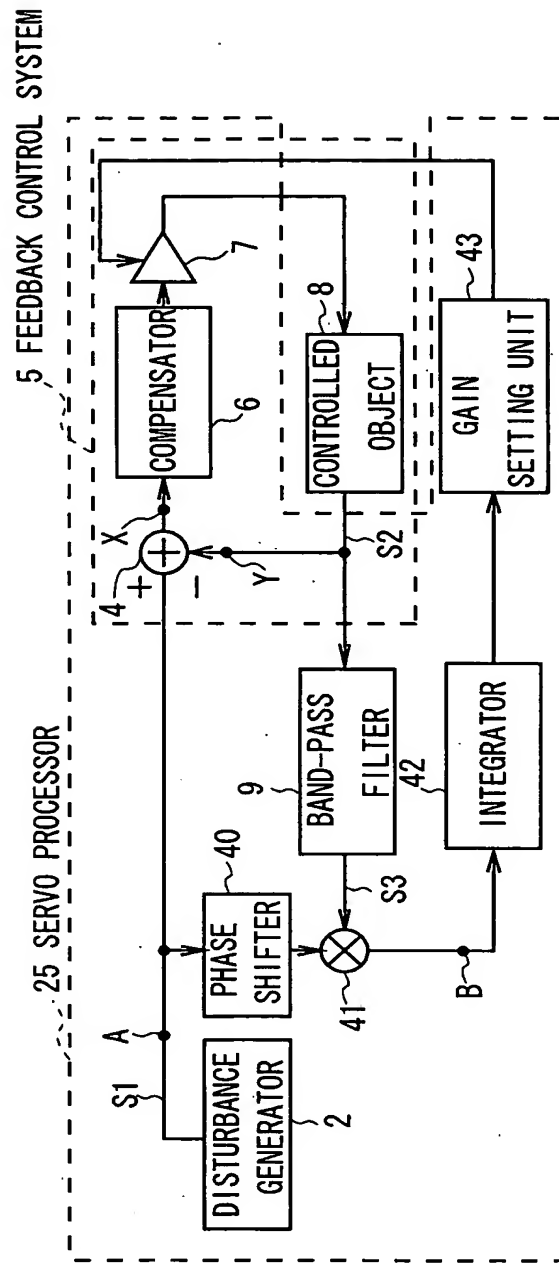 25 SERVO PROCESSOR
5 FEEDBACK CONTROL SYSTEM
S1
A
4
+
+
−
X
COMPENSATOR
6
7
Y
8
CONTROLLED
OBJECT
S2
DISTURBANCE
GENERATOR
2
40
PHASE
SHIFTER
9
BAND-PASS
FILTER
S3
41
B
42
INTEGRATOR
43
GAIN
SETTING UNIT